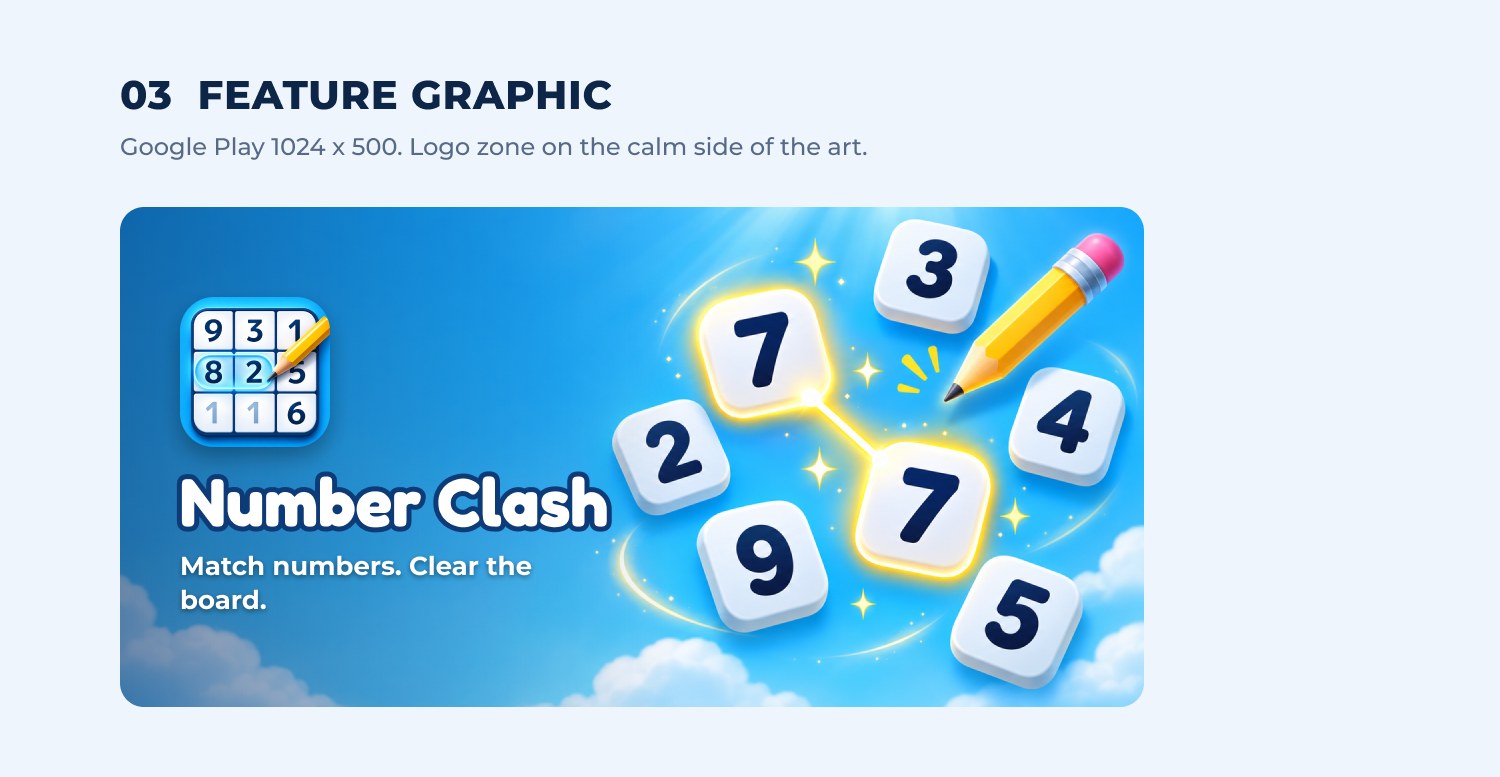 03 FEATURE GRAPHIC
Google Play 1024 x 500. Logo zone on the calm side of the art.
3
7
9 3 1
8 2 5
1 1 6
4
2
7
Number Clash
9
Match numbers. Clear the
board.
5